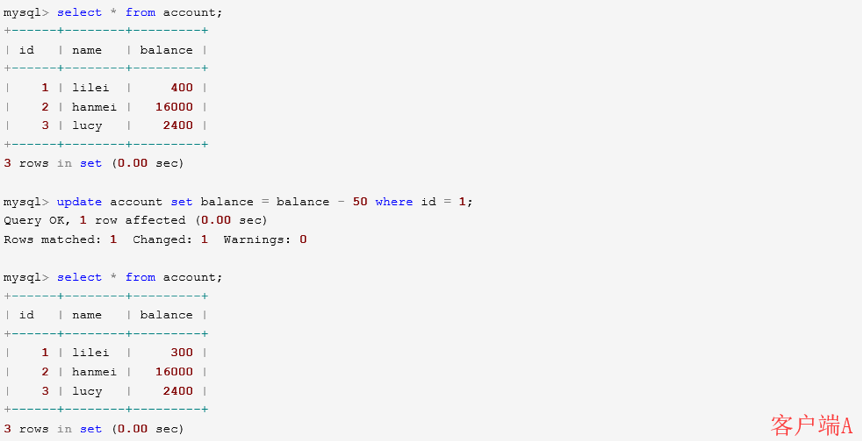 mysql> select * from account;
+------+--------+---------+
| id   | name   | balance |
+------+--------+---------+
|    1 | lilei  |     400 |
|    2 | hanmei |   16000 |
|    3 | lucy   |    2400 |
+------+--------+---------+
3 rows in set (0.00 sec)
mysql> update account set balance = balance - 50 where id = 1;
Query OK, 1 row affected (0.00 sec)
Rows matched: 1  Changed: 1  Warnings: 0
mysql> select * from account;
+------+--------+---------+
| id   | name   | balance |
+------+--------+---------+
|    1 | lilei  |     300 |
|    2 | hanmei |   16000 |
|    3 | lucy   |    2400 |
+------+--------+---------+
3 rows in set (0.00 sec)
客户端A